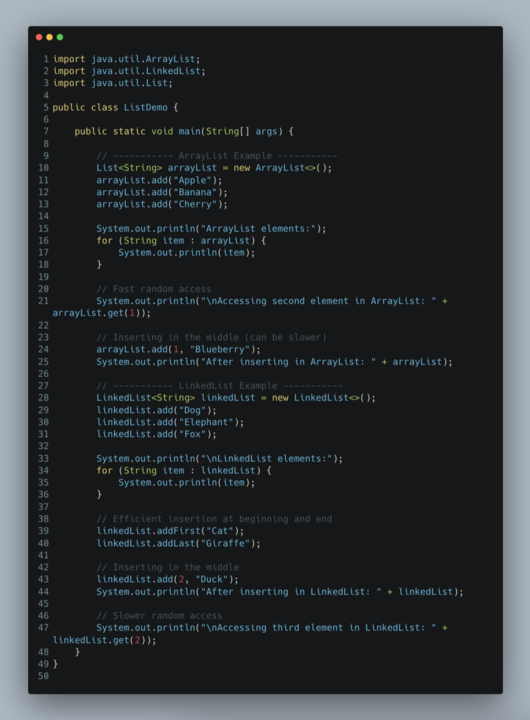 1 import java.util.ArrayList;
2 import java.util.LinkedList;
3 import java.util.List;
4
5 public class ListDemo {
6
7     public static void main(String[] args) {
8
9         // ----------- ArrayList Example -----------
10         List<String> arrayList = new ArrayList<>();
11         arrayList.add("Apple");
12         arrayList.add("Banana");
13         arrayList.add("Cherry");
14
15         System.out.println("ArrayList elements:");
16         for (String item : arrayList) {
17             System.out.println(item);
18         }
19
20         // Fast random access
21         System.out.println("\nAccessing second element in ArrayList: " +
arrayList.get(1));
22
23         // Inserting in the middle (can be slower)
24         arrayList.add(1, "Blueberry");
25         System.out.println("After inserting in ArrayList: " + arrayList);
26
27         // ----------- LinkedList Example -----------
28         LinkedList<String> linkedList = new LinkedList<>();
29         linkedList.add("Dog");
30         linkedList.add("Elephant");
31         linkedList.add("Fox");
32
33         System.out.println("\nLinkedList elements:");
34         for (String item : linkedList) {
35             System.out.println(item);
36         }
37
38         // Efficient insertion at beginning and end
39         linkedList.addFirst("Cat");
40         linkedList.addLast("Giraffe");
41
42         // Inserting in the middle
43         linkedList.add(2, "Duck");
44         System.out.println("After inserting in LinkedList: " + linkedList);
45
46         // Slower random access
47         System.out.println("\nAccessing third element in LinkedList: " +
linkedList.get(2));
48     }
49 }
50